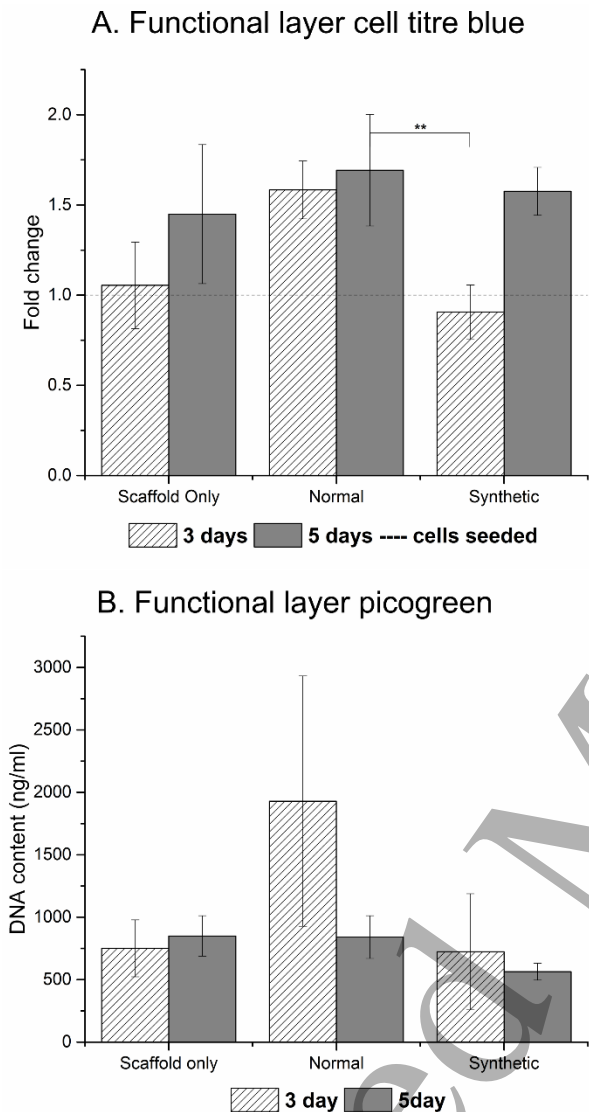 A. Functional layer cell titre blue
2.0
1.5
1.0
0.5
0.0
Fold change
**
Scaffold Only Normal Synthetic
3 days 5 days ---- cells seeded
B. Functional layer picogreen
3000
2500
2000
1500
1000
500
0
DNA content (ng/ml)
Scaffold only Normal Synthetic
3 day 5day